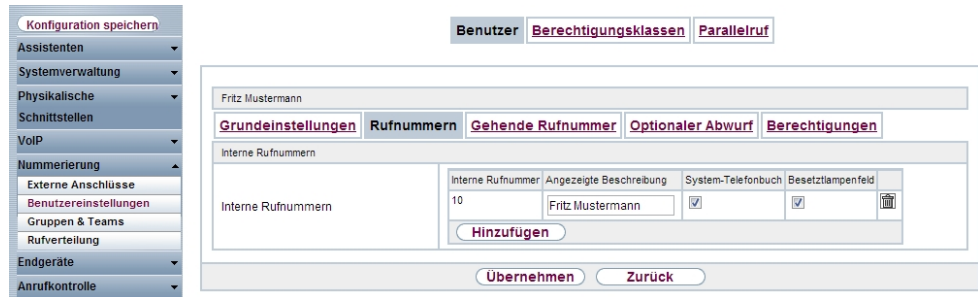 Konfiguration speichern
Assistenten
Systemverwaltung
Physikalische
Schnittstellen
VoIP
Nummerierung
Externe Anschlüsse
Benutzereinstellungen
Gruppen & Teams
Rufverteilung
Endgeräte
Anrufkontrolle
Benutzer Berechtigungsklassen Parallelruf
Fritz Mustermann
Grundeinstellungen Rufnummern Gehende Rufnummer Optionaler Abwurf Berechtigungen
Interne Rufnummern
Interne Rufnummer Angezeigte Beschreibung System-Telefonbuch Besetztlampenfeld
Interne Rufnummern 10 Fritz Mustermann
Hinzufügen
Übernehmen Zurück